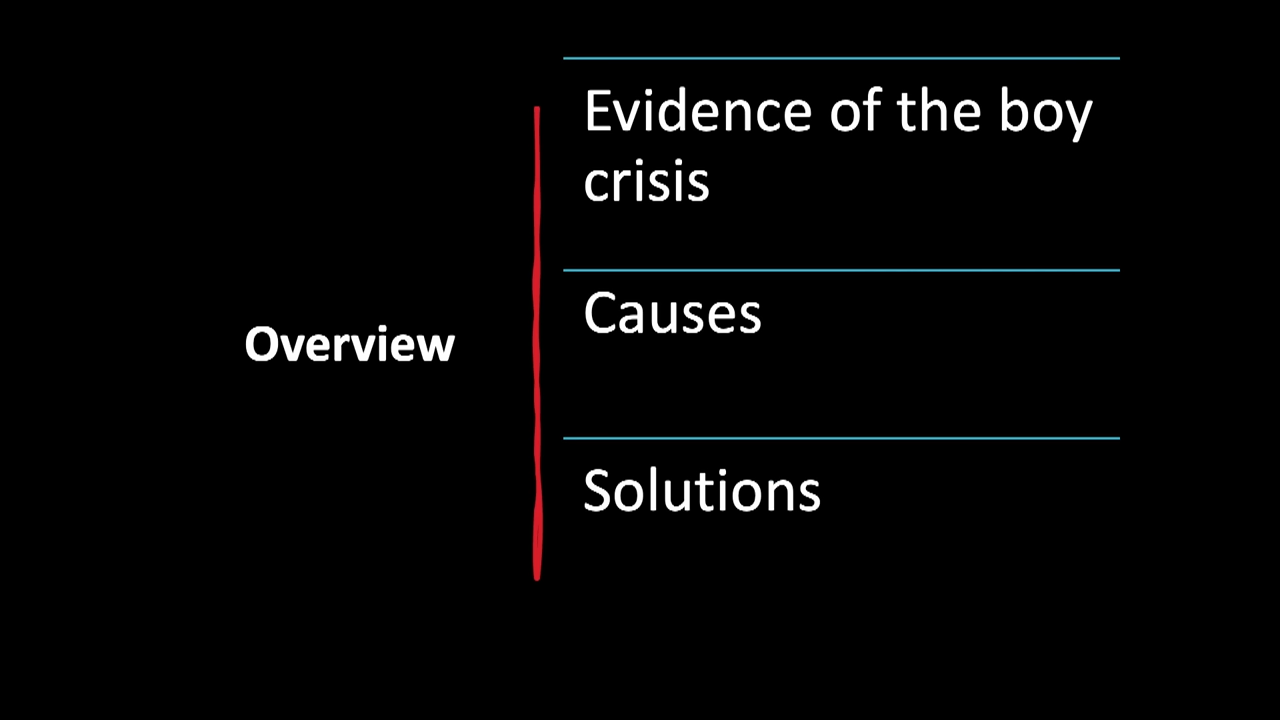 Overview
Evidence of the boy
crisis
Causes
Solutions